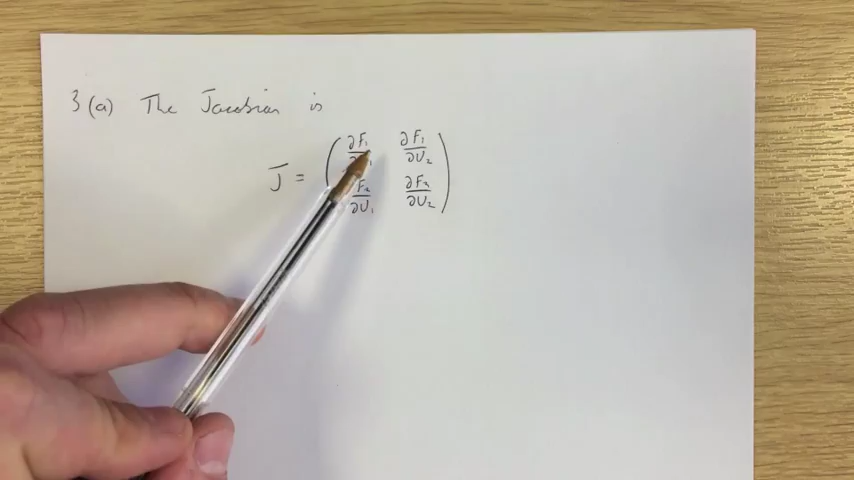 3 (a) The Jacobian is
J = ( ∂F₁/∂U₁ ∂F₁/∂U₂
∂F₂/∂U₁ ∂F₂/∂U₂ )